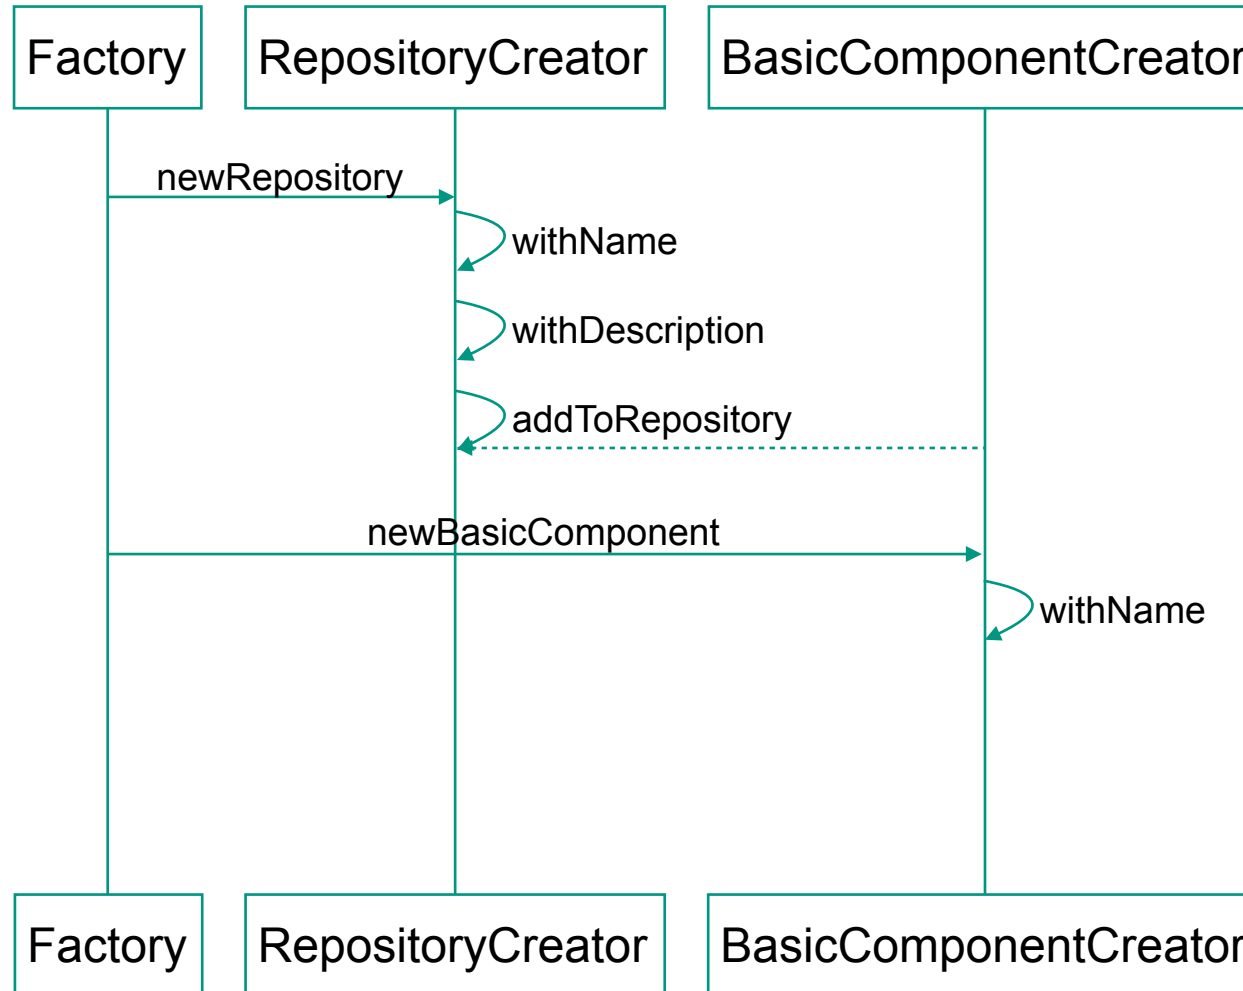 Factory
RepositoryCreator
BasicComponentCreator
newRepository
withName
withDescription
addToRepository
newBasicComponent
withName
Factory
RepositoryCreator
BasicComponentCreator